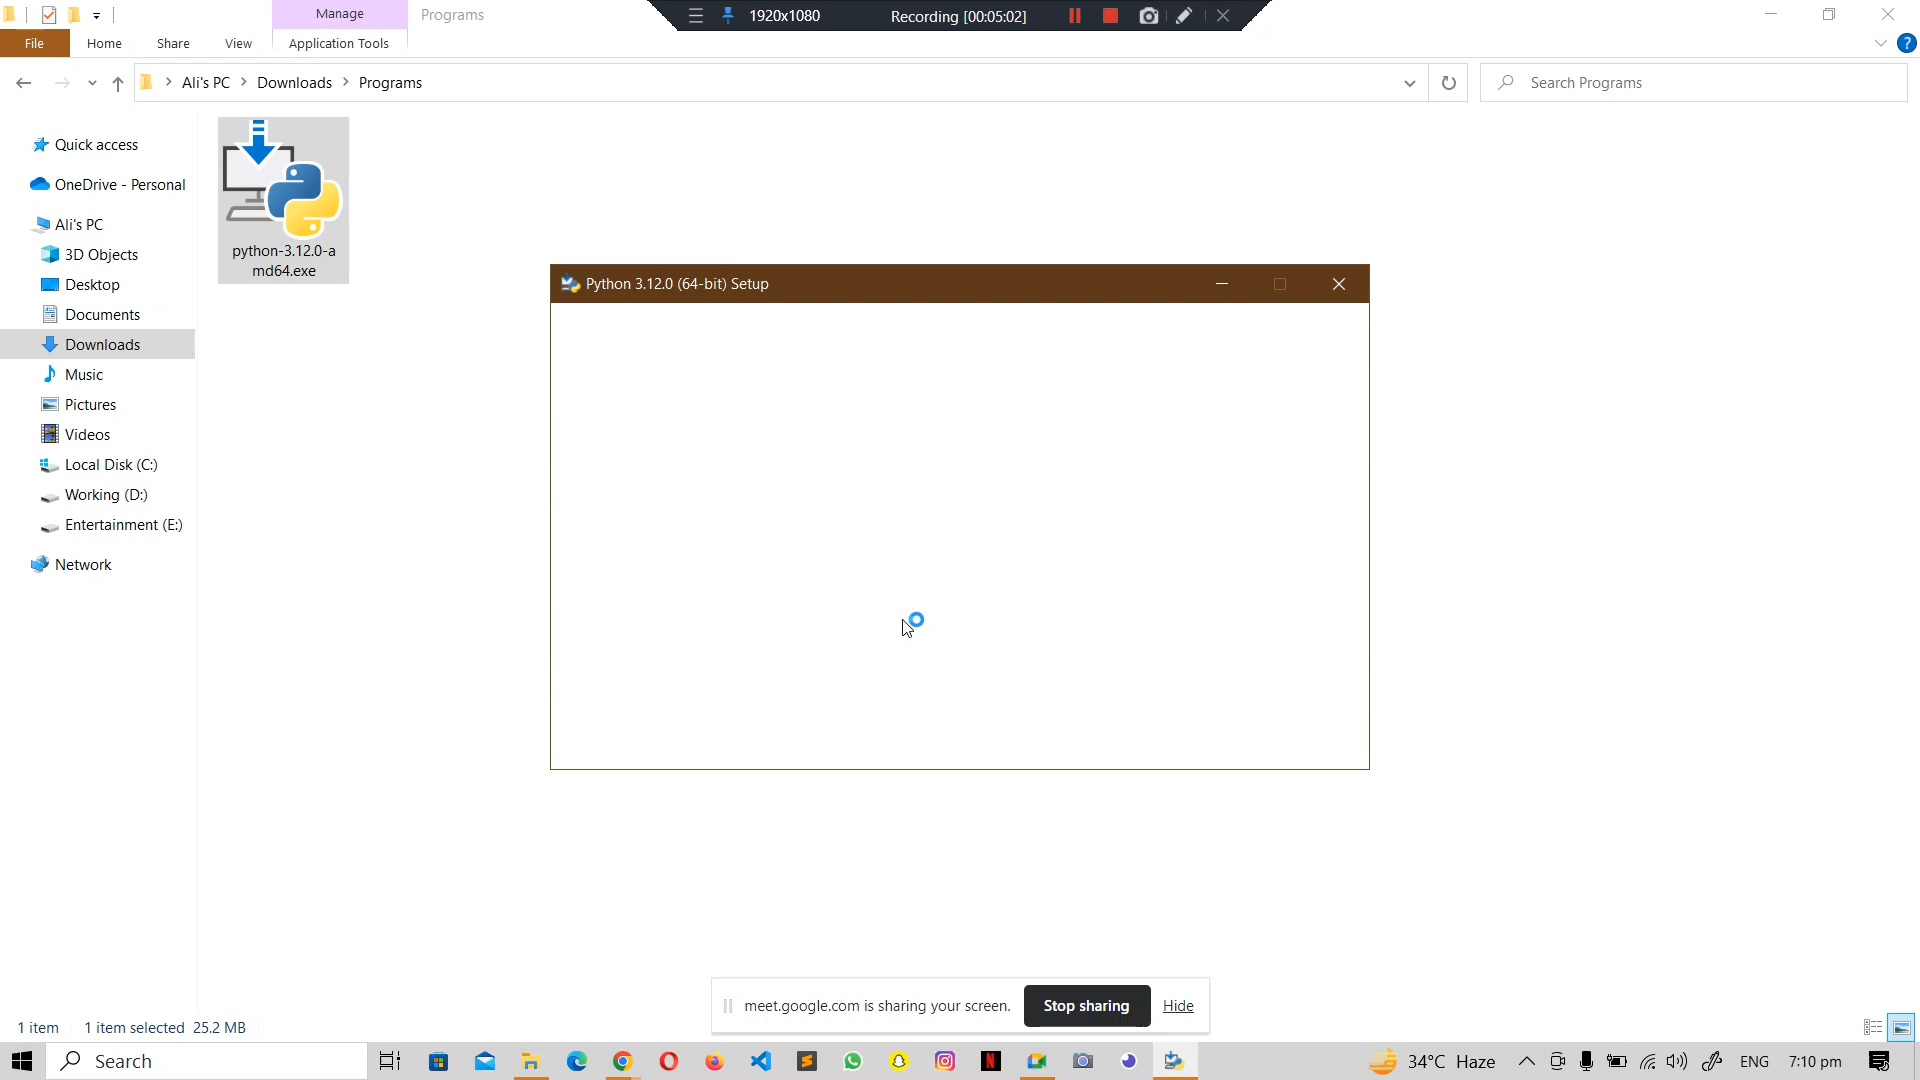 Manage
Programs
1920x1080
Recording [00:05:02]
File
Home
Share
View
Application Tools
?
Ali's PC
Downloads
Programs
Search Programs
Quick access
OneDrive - Personal
Ali's PC
3D Objects
Desktop
Documents
Downloads
Music
Pictures
Videos
Local Disk (C:)
Working (D:)
Entertainment (E:)
Network
python-3.12.0-a
md64.exe
Python 3.12.0 (64-bit) Setup
meet.google.com is sharing your screen.
Stop sharing
Hide
1 item
1 item selected 25.2 MB
Search
34°C Haze
ENG
7:10 pm